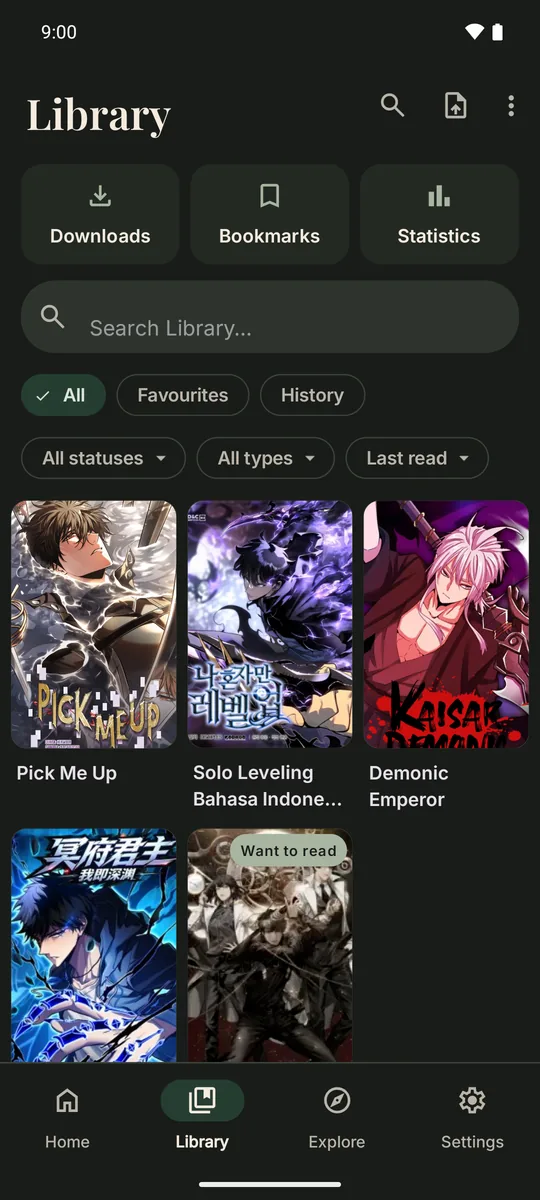 9:00
Library
Downloads
Bookmarks
Statistics
Search Library...
All
Favourites
History
All statuses
All types
Last read
PICK ME UP
나 혼자만
레벨업
KAISAR
DEMONIC
Pick Me Up
Solo Leveling
Bahasa Indone...
Demonic
Emperor
冥府君主
我即深渊
Want to read
Home
Library
Explore
Settings